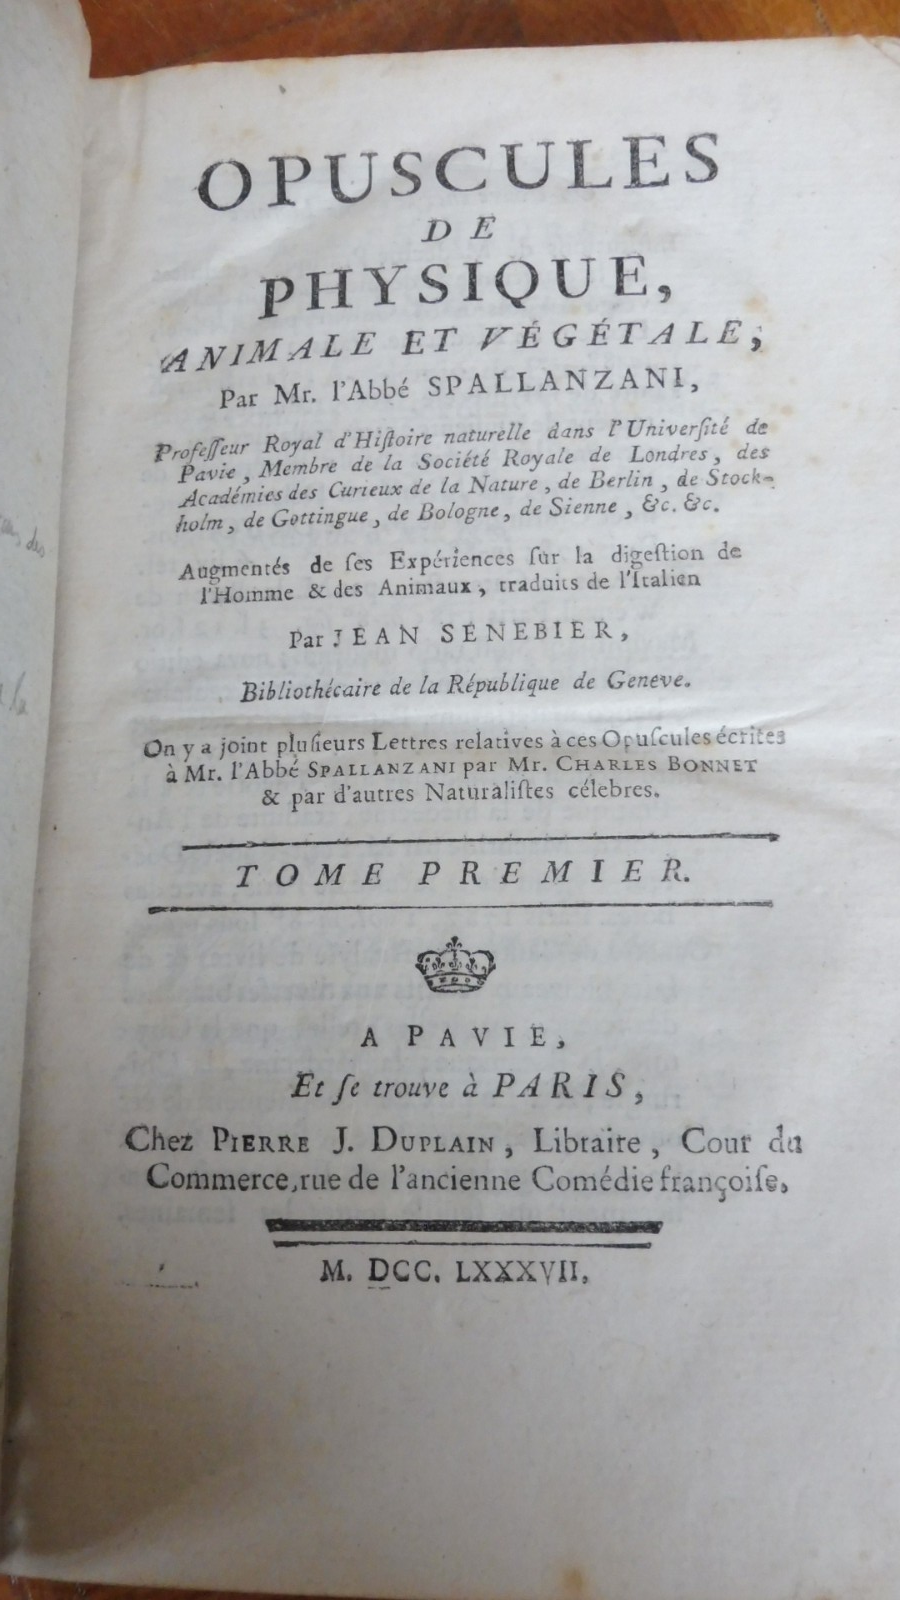 OPUSCULES
DE
PHYSIQUE,
ANIMALE ET VÉGÉTALE;
Par Mr. l'Abbé SPALLANZANI,
Profeſſeur Royal d'Hiſtoire naturelle dans l'Univerſité de
Pavie, Membre de la Société Royale de Londres, des
Académies des Curieux de la Nature, de Berlin, de Stock-
holm, de Gottingue, de Bologne, de Sienne, &c. &c.
Augmentés de ſes Expériences ſur la digeſtion de
l'Homme & des Animaux, traduits de l'Italien
Par JEAN SENEBIER,
Bibliothécaire de la République de Geneve.
On y a joint pluſieurs Lettres relatives à ces Opuſcules écrites
à Mr. l'Abbé SPALLANZANI par Mr. CHARLES BONNET
& par d'autres Naturaliſtes célebres.
TOME PREMIER.
A PAVIE,
Et ſe trouve à PARIS,
Chez PIERRE J. DUPLAIN, Libraire, Cour du
Commerce, rue de l'ancienne Comédie françoiſe,
M. DCC. LXXXVII.